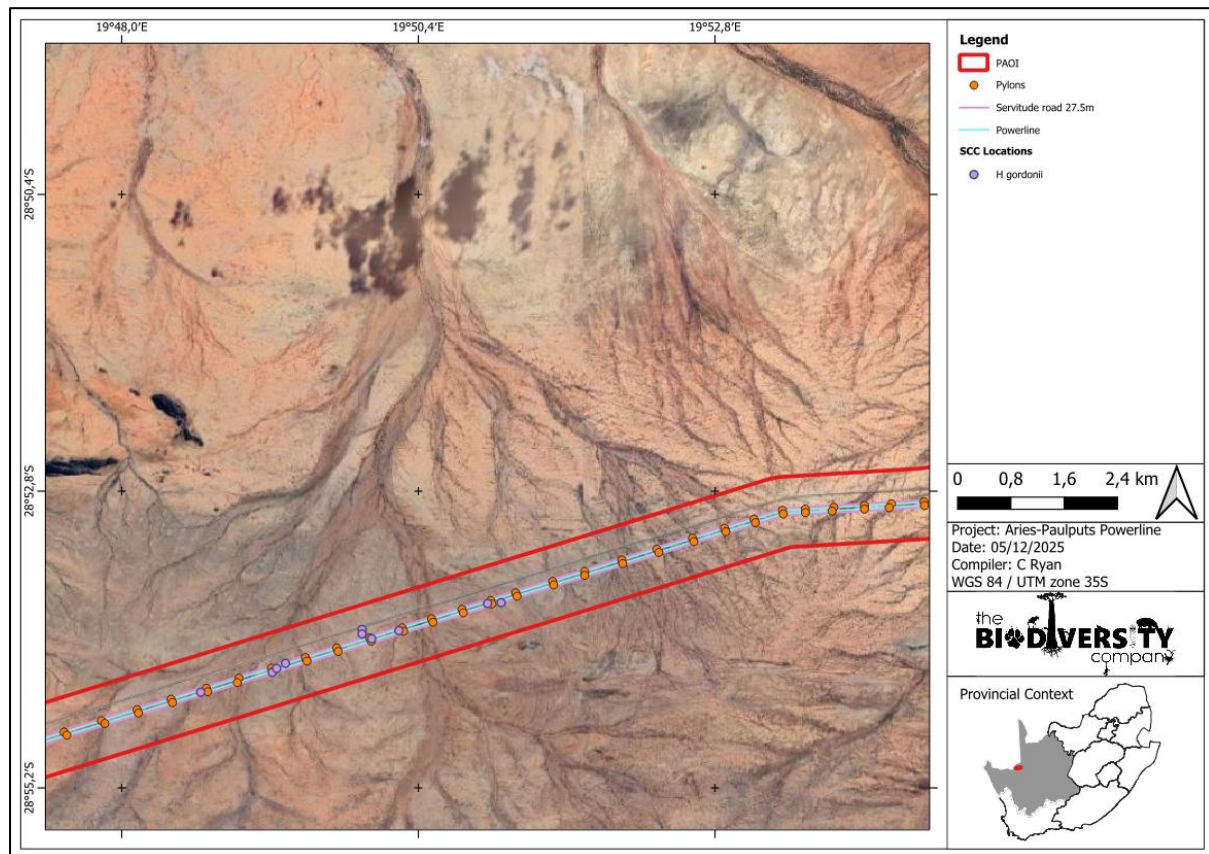 19°48,0'E
19°50,4'E
19°52,8'E
28°50,4'S
28°52,8'S
28°55,2'S
Legend
PAOI
Pylons
Servitude road 27.5m
Powerline
SCC Locations
H gordonii
0 0,8 1,6 2,4 km
Project: Aries-Paulputs Powerline
Date: 05/12/2025
Compiler: C Ryan
WGS 84 / UTM zone 35S
the
BIODIVERSITY
company
Provincial Context